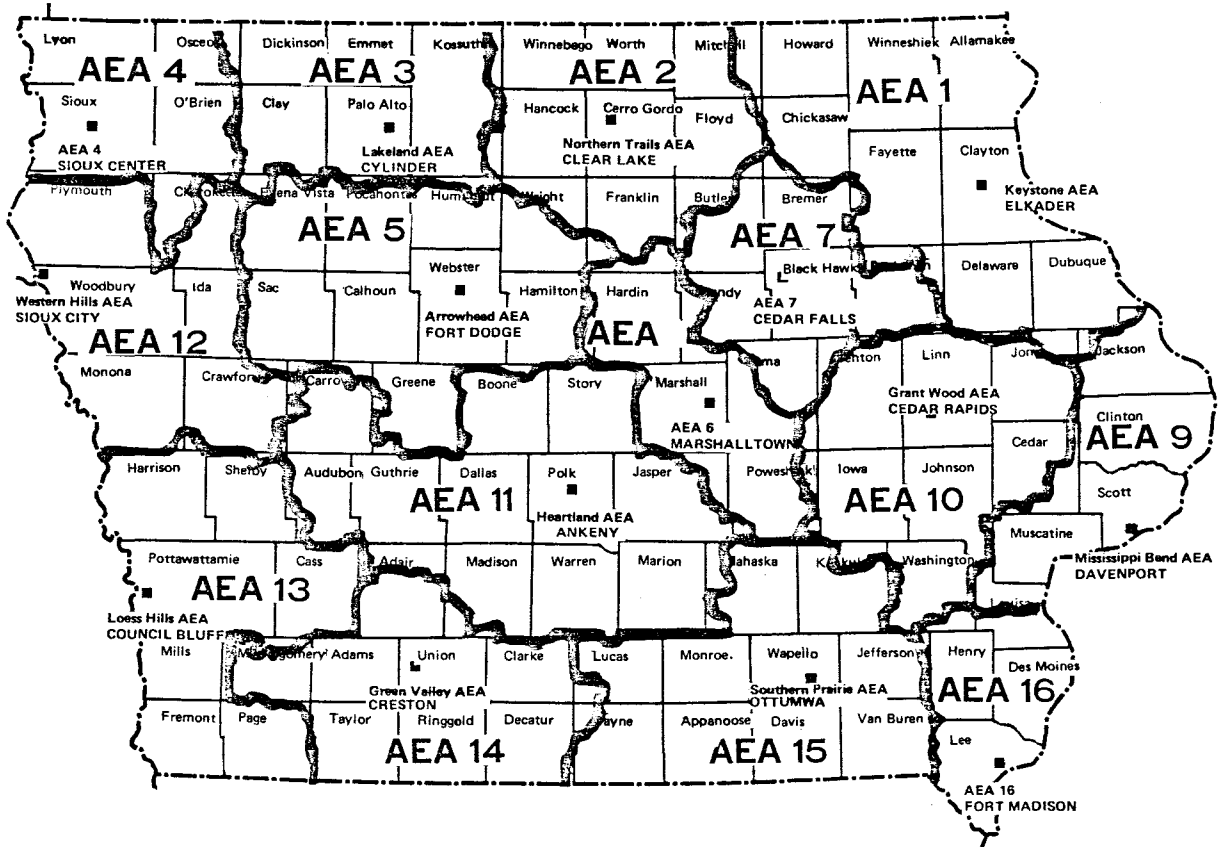 Lyon Osceo Dickinson Emmet Kossuth Winnebago Worth Mitchell Howard Winneshiek Allamakee
AEA 4 AEA 3 AEA 2 AEA 1
Sioux O'Brien Clay Palo Alto Hancock Cerro Gordo Floyd Chickasaw
AEA 4
SIOUX CENTER
Lakeland AEA
CYLINDER
Northern Trails AEA
CLEAR LAKE
Fayette Clayton
Keystone AEA
ELKADER
Plymouth Cherokee Buena Vista Pocahontas Humboldt Wright Franklin Butler Bremer
AEA 5 AEA 7
Woodbury Ida Sac Calhoun Webster Hamilton Hardin Black Hawk Delaware Dubuque
Western Hills AEA
SIOUX CITY
Arrowhead AEA
FORT DODGE
AEA 7
CEDAR FALLS
AEA 12 AEA
Monona Crawford Carro Greene Boone Story Marshall Linn Jackson
AEA 6
MARSHALLTOWN
Grant Wood AEA
CEDAR RAPIDS
Clinton
Cedar
AEA 9
Harrison Shelby Audubon Guthrie Dallas Polk Jasper Poweshiek Iowa Johnson Scott
AEA 11 AEA 10
Heartland AEA
ANKENY
Muscatine
Mississippi Bend AEA
DAVENPORT
Pottawattamie Cass Adair Madison Warren Marion Mahaska Washington
AEA 13
Loess Hills AEA
COUNCIL BLUFF
Mills Montgomery Adams Union Clarke Lucas Monroe. Wapello Jefferson Henry Des Moines
Green Valley AEA
CRESTON
Southern Prairie AEA
OTTUMWA
AEA 16
Fremont Page Taylor Ringgold Decatur ayne Appanoose Davis Van Buren Lee
AEA 14 AEA 15
AEA 16
FORT MADISON